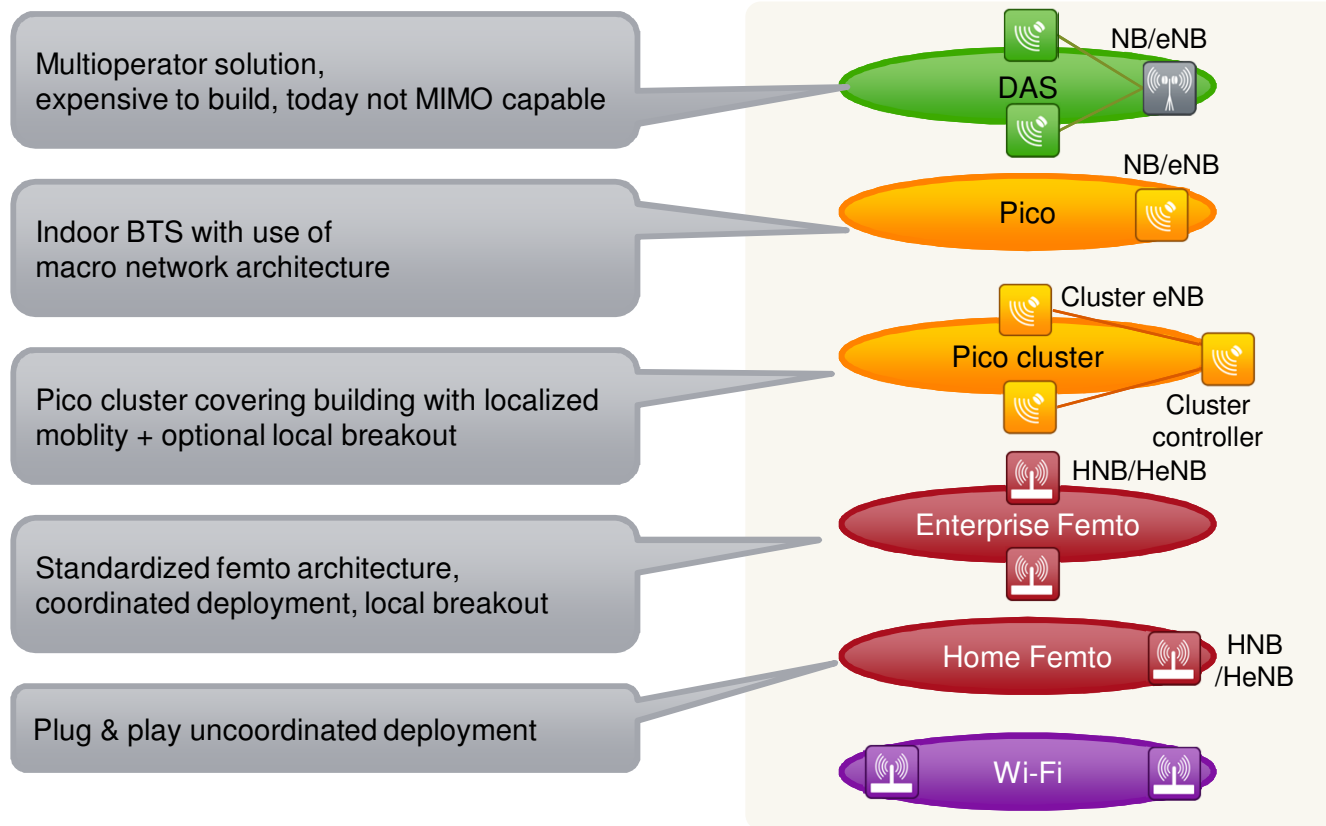 Multioperator solution,
expensive to build, today not MIMO capable
NB/eNB
DAS
Indoor BTS with use of
macro network architecture
NB/eNB
Pico
Pico cluster covering building with localized
moblity + optional local breakout
Cluster eNB
Pico cluster
Cluster
controller
Standardized femto architecture,
coordinated deployment, local breakout
HNB/HeNB
Enterprise Femto
Plug & play uncoordinated deployment
Home Femto
HNB
/HeNB
Wi-Fi